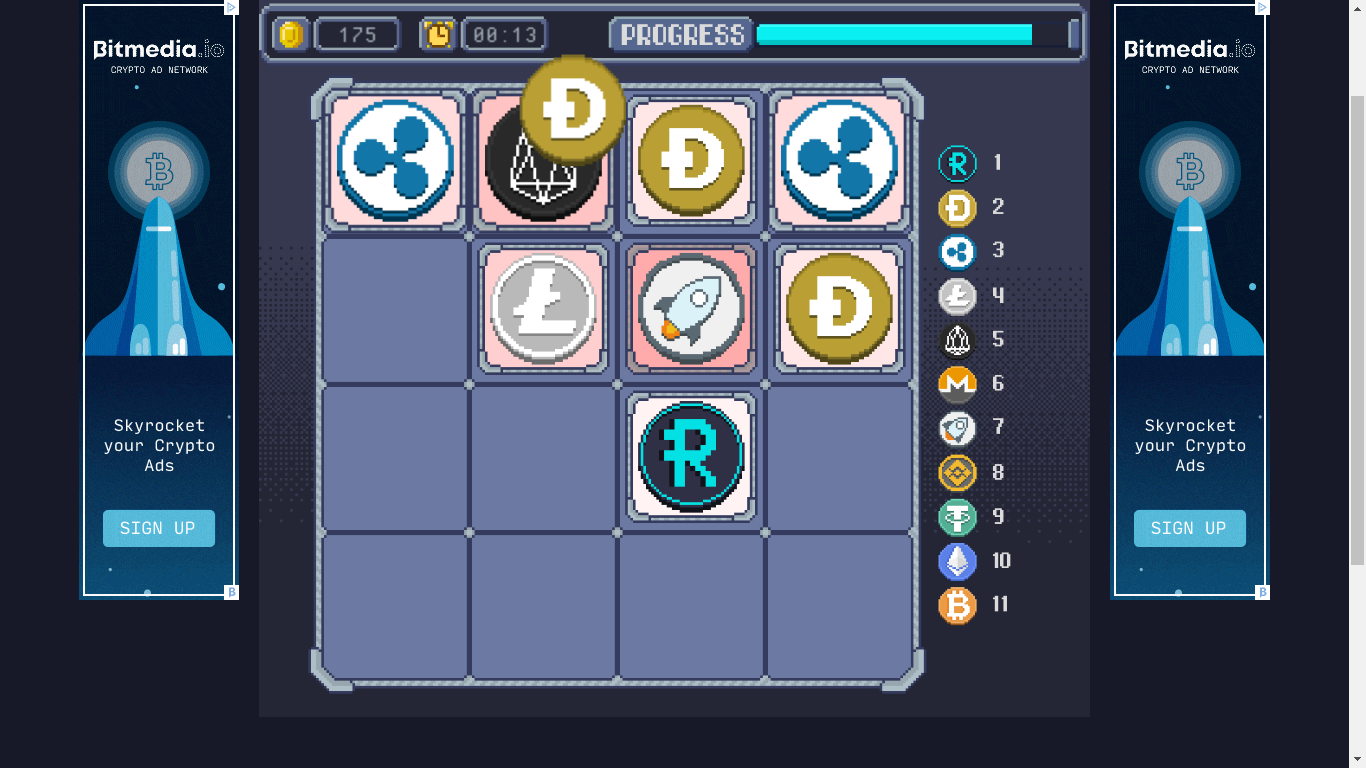 Bitmedia.io
CRYPTO AD NETWORK
Skyrocket
your Crypto
Ads
SIGN UP
175
00:13
PROGRESS
1
2
3
4
5
6
7
8
9
10
11
Bitmedia.io
CRYPTO AD NETWORK
Skyrocket
your Crypto
Ads
SIGN UP